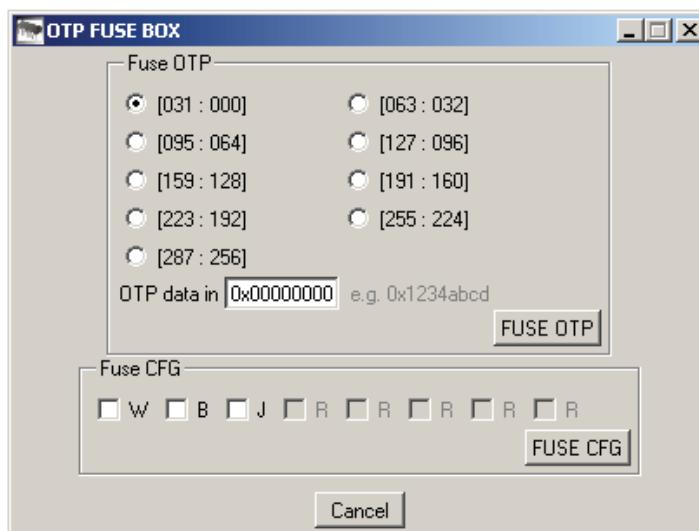 OTP FUSE BOX
Fuse OTP
[031 : 000] [063 : 032]
[095 : 064] [127 : 096]
[159 : 128] [191 : 160]
[223 : 192] [255 : 224]
[287 : 256]
OTP data in 0x00000000 e.g. 0x1234abcd
FUSE OTP
Fuse CFG
W B J R R R R R
FUSE CFG
Cancel